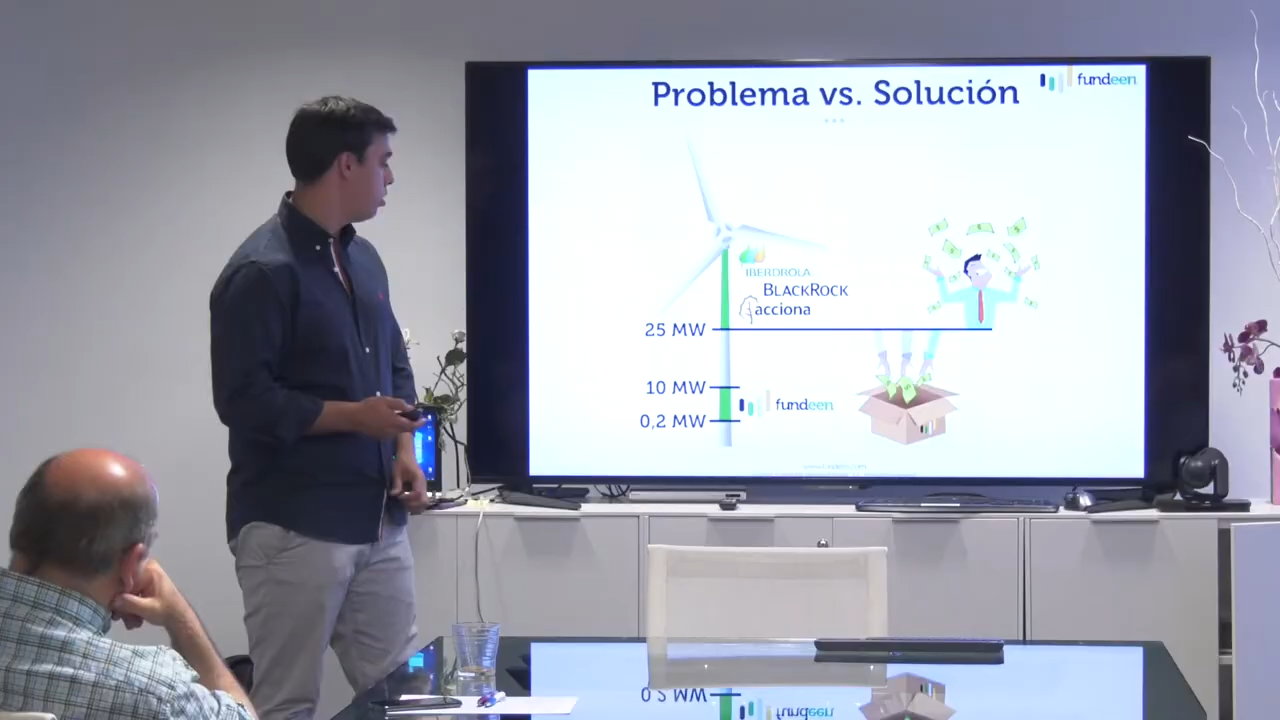 Problema vs. Solución
fundeen
IBERDROLA
BLACKROCK
acciona
25 MW
10 MW
fundeen
0,2 MW